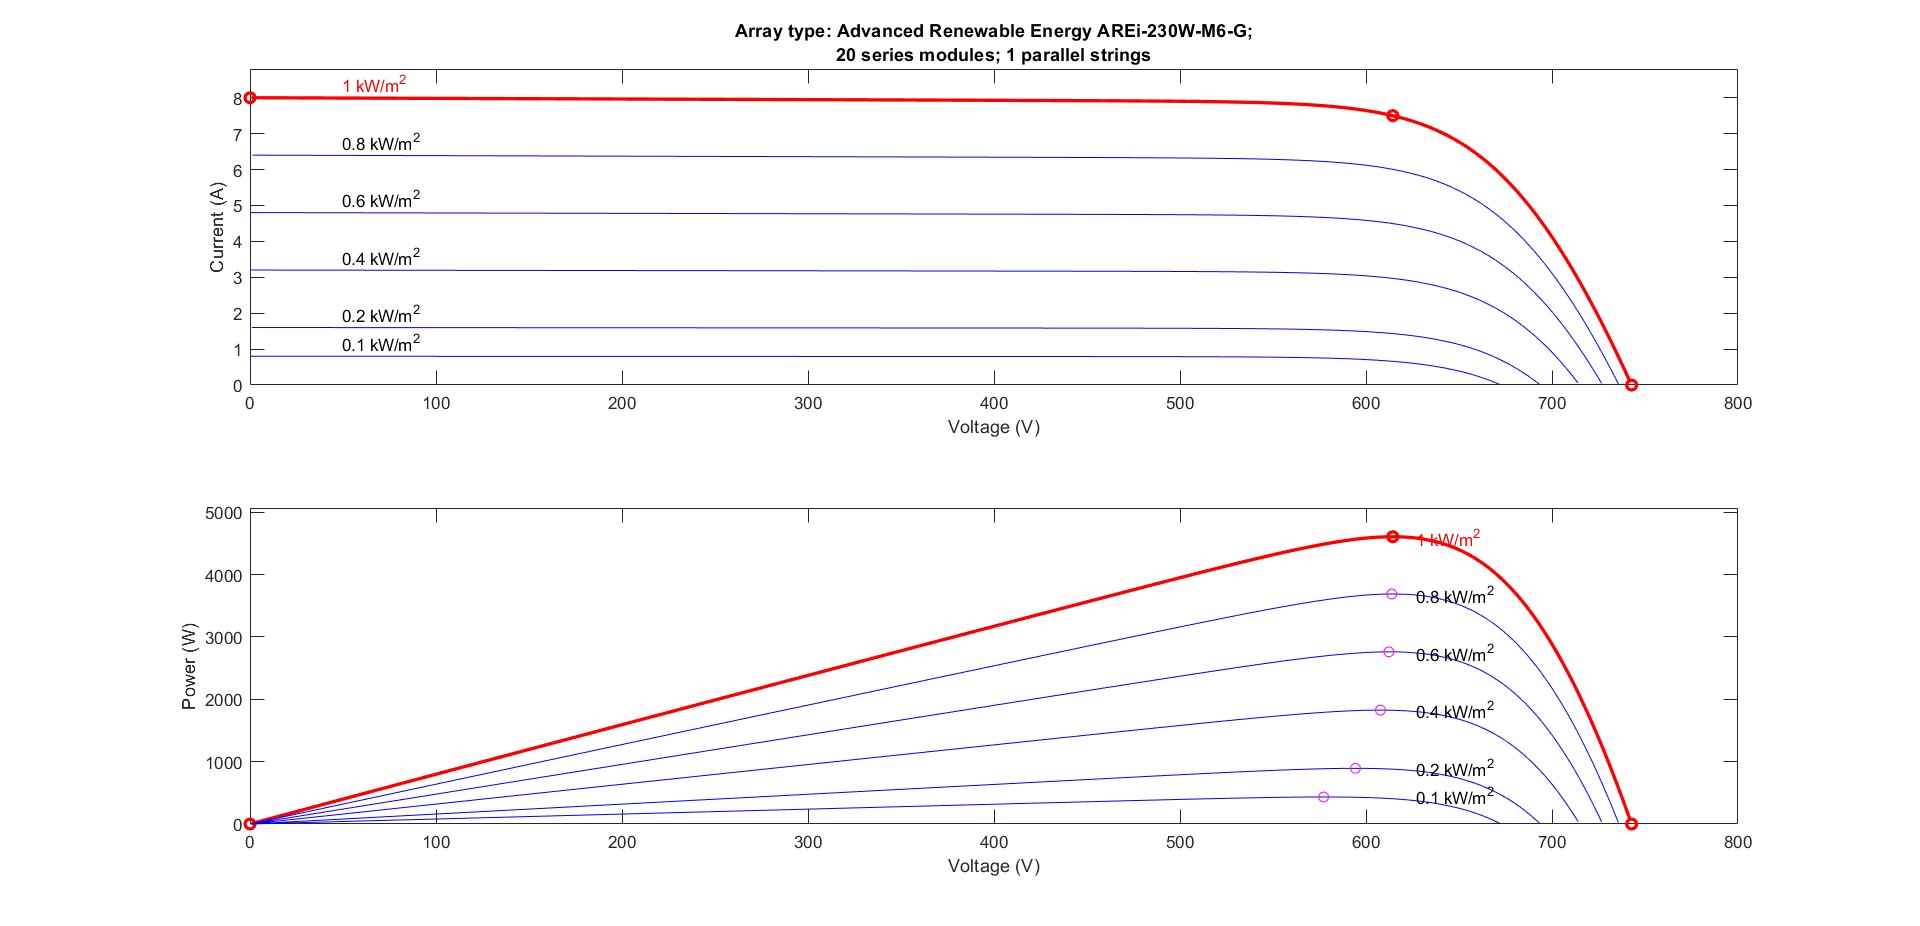 Array type: Advanced Renewable Energy AREi-230W-M6-G;
20 series modules; 1 parallel strings
1 kW/m2
8
0.8 kW/m2
7
6
0.6 kW/m2
5
4
0.4 kW/m2
3
0.2 kW/m2
2
0.1 kW/m2
1
0
Current (A)
0 100 200 300 400 500 600 700 800
Voltage (V)
5000
1 kW/m2
4000
0.8 kW/m2
3000
0.6 kW/m2
2000
0.4 kW/m2
1000
0.2 kW/m2
0.1 kW/m2
0
Power (W)
0 100 200 300 400 500 600 700 800
Voltage (V)